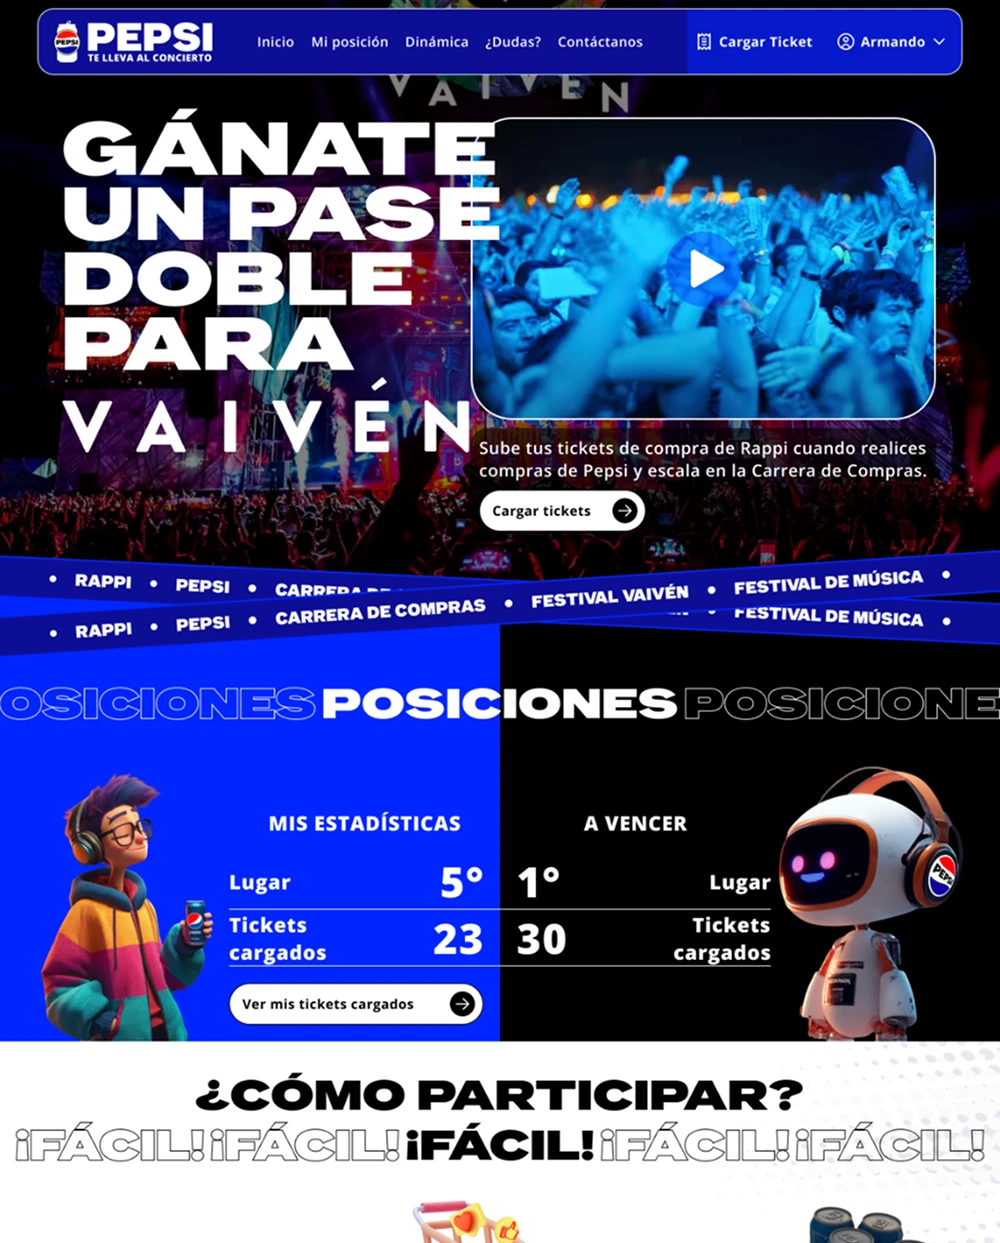 PEPSI
PEPSI
TE LLEVA AL CONCIERTO
Inicio
Mi posición
Dinámica
¿Dudas?
Contáctanos
Cargar Ticket
Armando
VAIVEN
GÁNATE
UN PASE
DOBLE
PARA
VAIVÉN
Sube tus tickets de compra de Rappi cuando realices
compras de Pepsi y escala en la Carrera de Compras.
Cargar tickets
• RAPPI • PEPSI • CARRERA DE
FESTIVAL DE MÚSICA •
• RAPPI • PEPSI • CARRERA DE COMPRAS • FESTIVAL VAIVÉN • FESTIVAL DE MÚSICA •
OSICIONES POSICIONES POSICIONE
MIS ESTADÍSTICAS
A VENCER
Lugar 5° 1° Lugar
Tickets
cargados 23 30 Tickets
cargados
PEPSI
Ver mis tickets cargados
¿CÓMO PARTICIPAR?
¡FÁCIL! ¡FÁCIL! ¡FÁCIL! ¡FÁCIL! ¡FÁCIL!